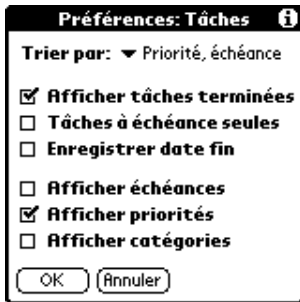 Préférences: Tâches
Trier par: Priorité, échéance
Afficher tâches terminées
Tâches à échéance seules
Enregistrer date fin
Afficher échéances
Afficher priorités
Afficher catégories
OK Annuler